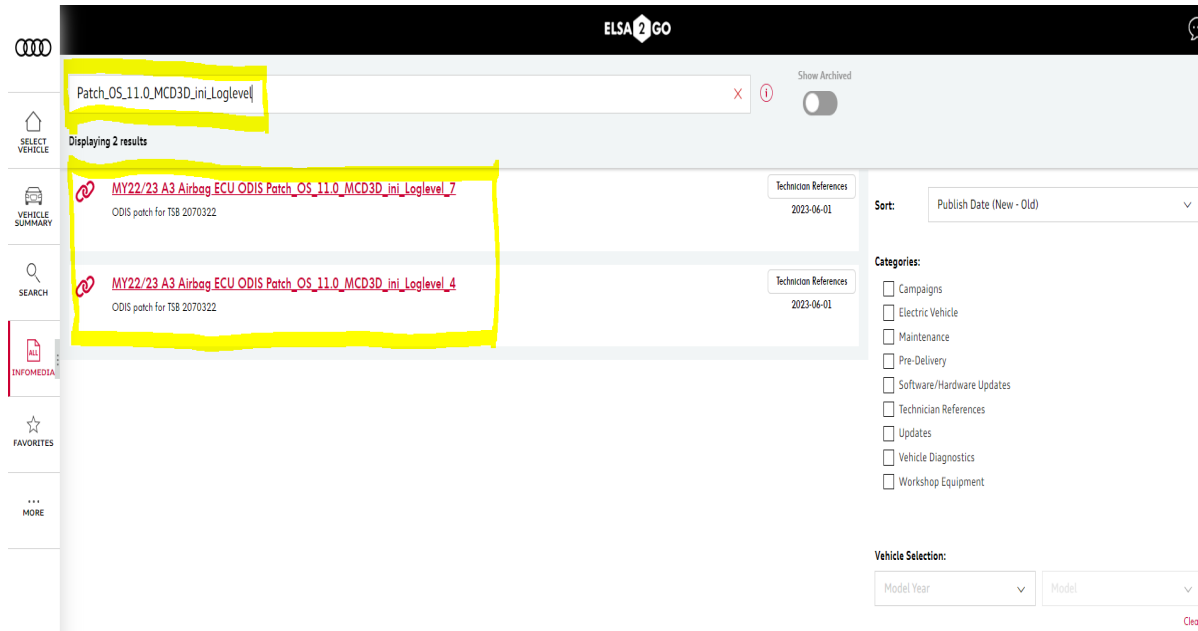 ELSA 2 GO
SELECT
VEHICLE
VEHICLE
SUMMARY
SEARCH
ALL
INFOMEDIA
FAVORITES
MORE
Patch_OS_11.0_MCD3D_ini_Loglevel
X
i
Show Archived
Displaying 2 results
MY22/23 A3 Airbag ECU ODIS Patch_OS_11.0_MCD3D_ini_Loglevel_7
ODIS patch for TSB 2070322
Technician References
2023-06-01
MY22/23 A3 Airbag ECU ODIS Patch_OS_11.0_MCD3D_ini_Loglevel_4
ODIS patch for TSB 2070322
Technician References
2023-06-01
Sort: Publish Date (New - Old)
Categories:
Campaigns
Electric Vehicle
Maintenance
Pre-Delivery
Software/Hardware Updates
Technician References
Updates
Vehicle Diagnostics
Workshop Equipment
Vehicle Selection:
Model Year Model